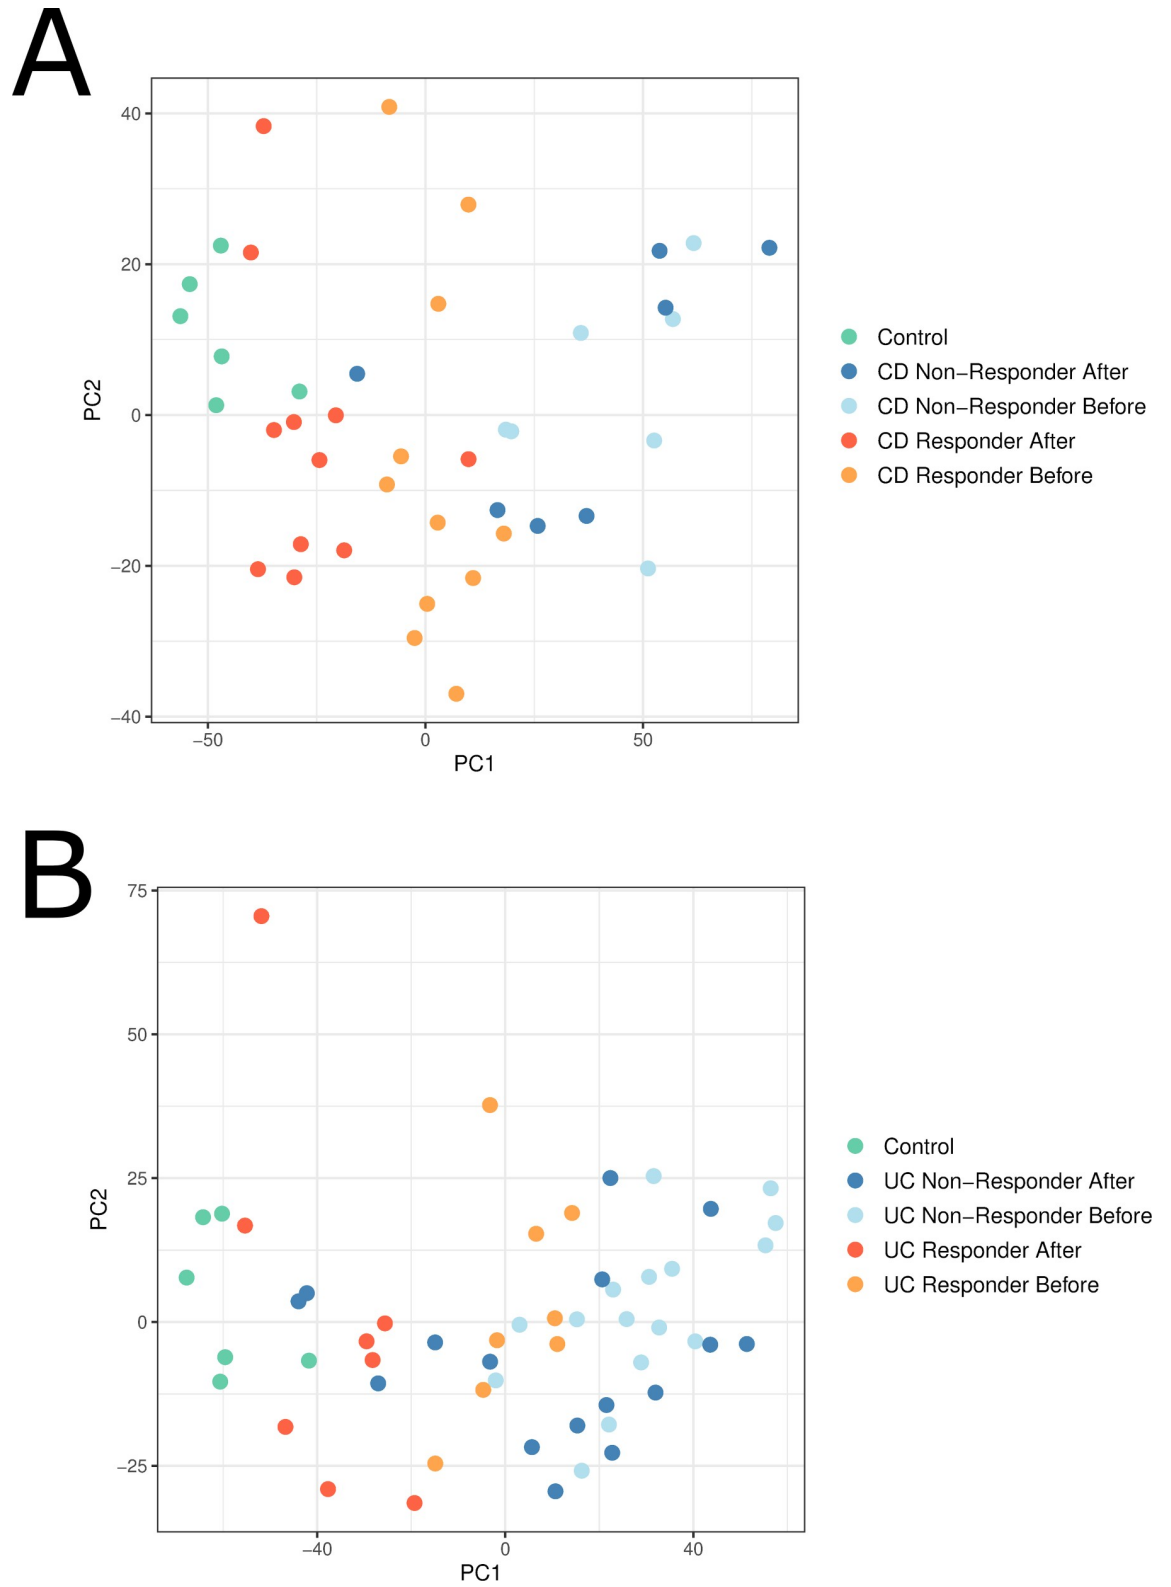 A
40
20
0
−20
−40
PC2
−50
0
50
PC1
Control
CD Non−Responder After
CD Non−Responder Before
CD Responder After
CD Responder Before
B
75
50
25
0
−25
PC2
−40
0
40
PC1
Control
UC Non−Responder After
UC Non−Responder Before
UC Responder After
UC Responder Before